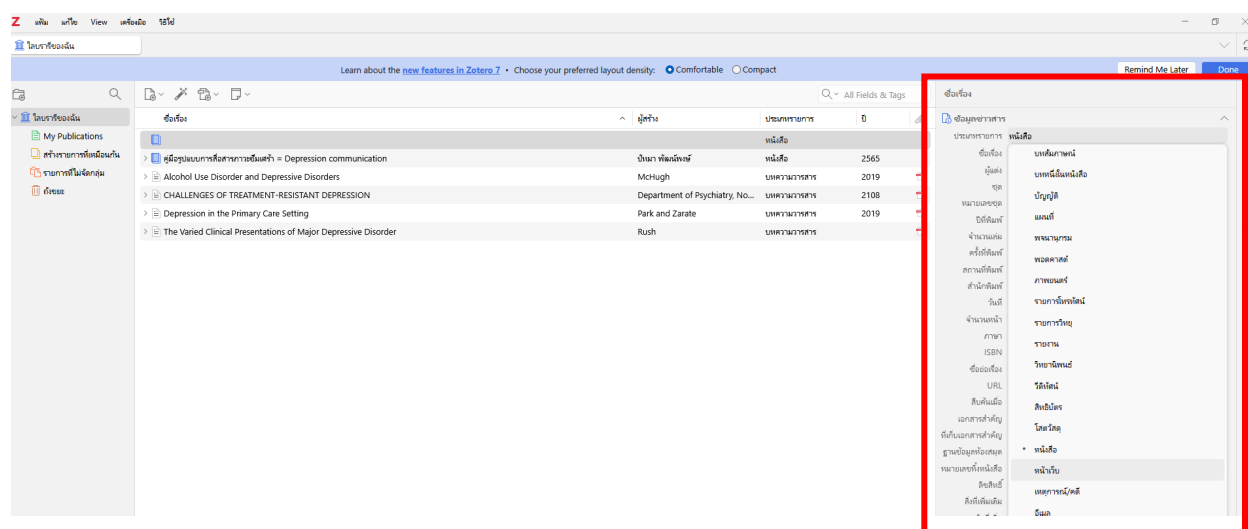 Z แฟ้ม แก้ไข View เครื่องมือ วิธีใช้
ไลบรารีของฉัน
Learn about the new features in Zotero 7 • Choose your preferred layout density: Comfortable Compact Remind Me Later Done
All Fields & Tags
ไลบรารีของฉัน
My Publications
สร้างรายการที่เหมือนกัน
รายการที่ไม่จัดกลุ่ม
ถังขยะ
ชื่อเรื่อง ผู้สร้าง ประเภทรายการ ปี
หนังสือ
คู่มือรูปแบบการสื่อสารภาวะซึมเศร้า = Depression communication ปัทมา พัฒน์พงษ์ หนังสือ 2565
Alcohol Use Disorder and Depressive Disorders McHugh บทความวารสาร 2019
CHALLENGES OF TREATMENT-RESISTANT DEPRESSION Department of Psychiatry, No... บทความวารสาร 2108
Depression in the Primary Care Setting Park and Zarate บทความวารสาร 2019
The Varied Clinical Presentations of Major Depressive Disorder Rush บทความวารสาร
ชื่อเรื่อง
ข้อมูลข่าวสาร
ประเภทรายการ หนังสือ
ชื่อเรื่อง
ผู้แต่ง
ชุด
หมายเลขชุด
ปีที่พิมพ์
จำนวนเล่ม
ครั้งที่พิมพ์
สถานที่พิมพ์
สำนักพิมพ์
วันที่
จำนวนหน้า
ภาษา
ISBN
ชื่อย่อเรื่อง
URL
สืบค้นเมื่อ
เอกสารสำคัญ
ที่เก็บเอกสารสำคัญ
ฐานข้อมูลห้องสมุด
หมายเลขทิ้งหนังสือ
ลิขสิทธิ์
สิ่งที่เพิ่มเติม
บทสัมภาษณ์
บทหนึ่งในหนังสือ
บัญญัติ
แผนที่
พจนานุกรม
พอดคาสต์
ภาพยนตร์
รายการโทรทัศน์
รายการวิทยุ
รายงาน
วิทยานิพนธ์
วีดิทัศน์
สิทธิบัตร
โสตวัสดุ
• หนังสือ
หน้าเว็บ
เหตุการณ์/คดี
อีเมล